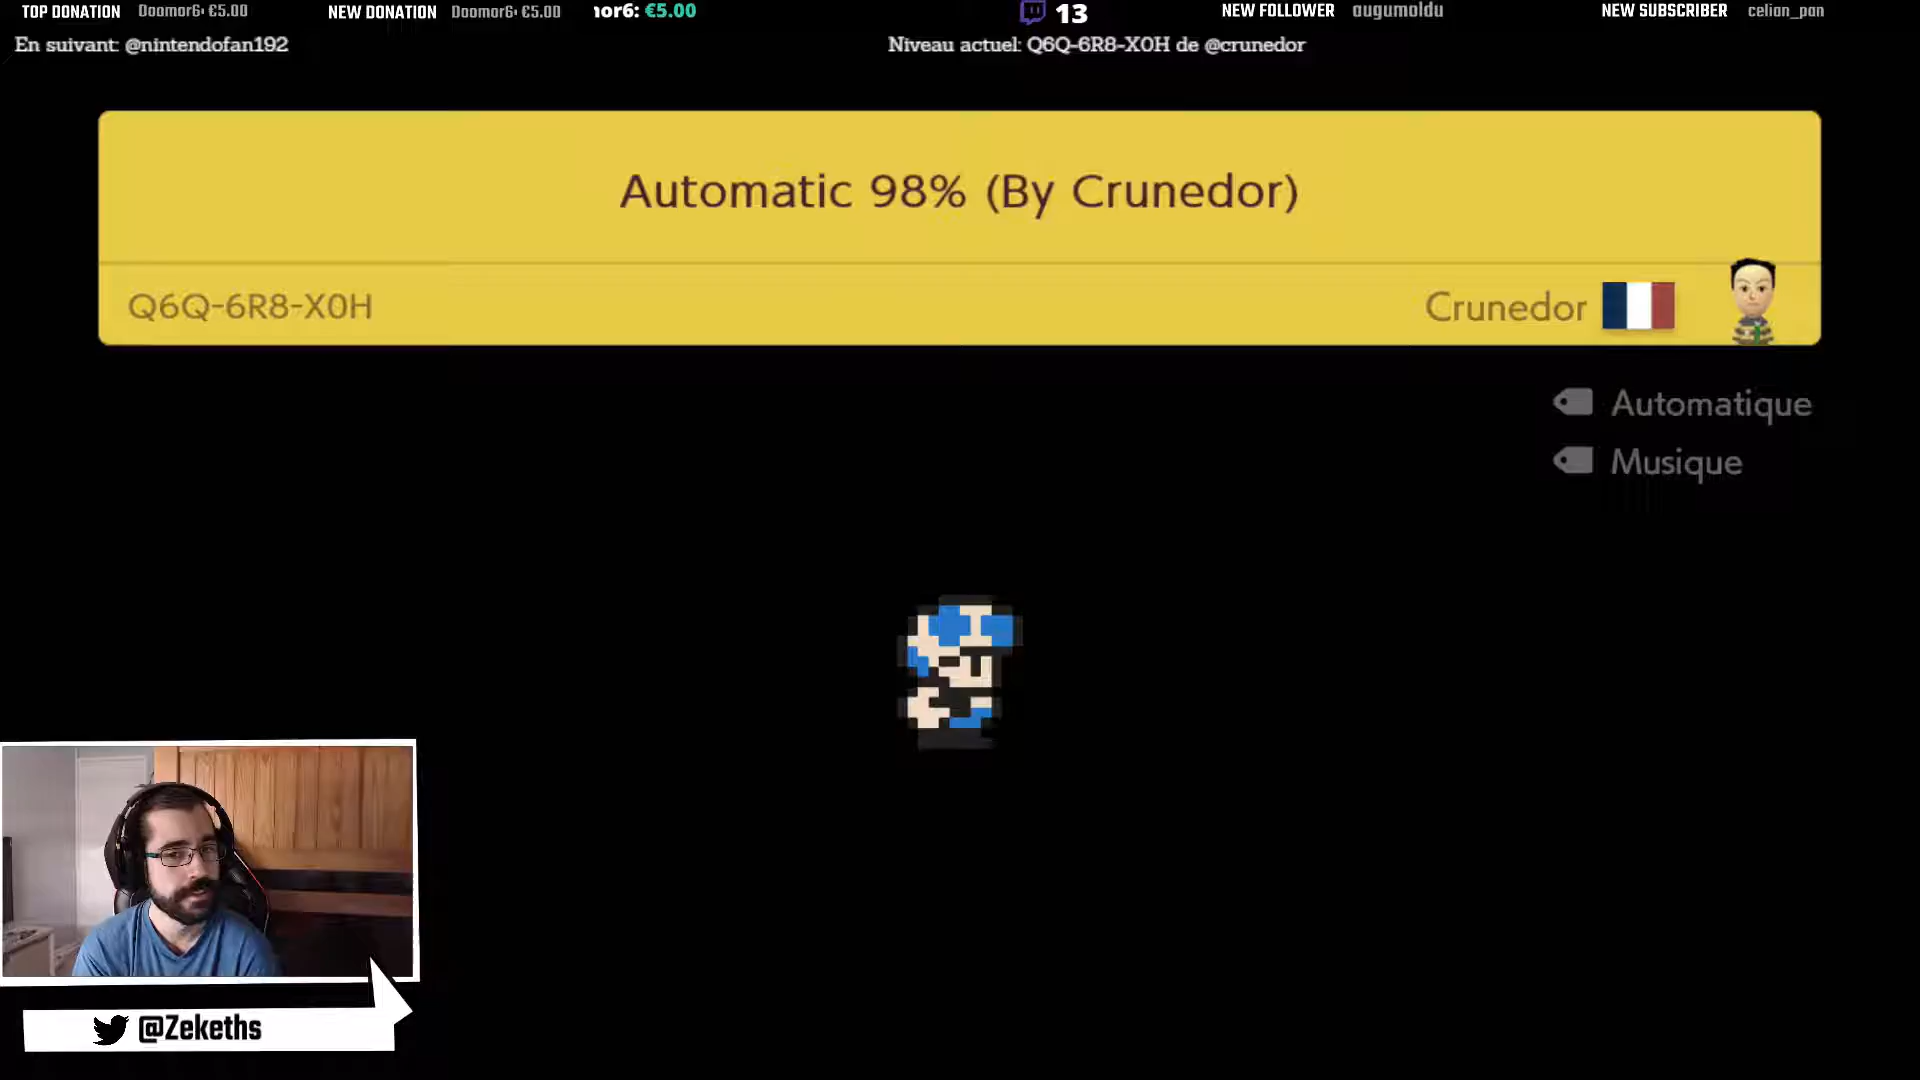 TOP DONATION Doomor6: €5.00 NEW DONATION Doomor6: €5.00 mor6: €5.00 13 NEW FOLLOWER augumoldu NEW SUBSCRIBER celian_pan
En suivant: @nintendofan192 Niveau actuel: Q6Q-6R8-X0H de @crunedor
Automatic 98% (By Crunedor)
Q6Q-6R8-X0H Crunedor
Automatique
Musique
@Zekeths